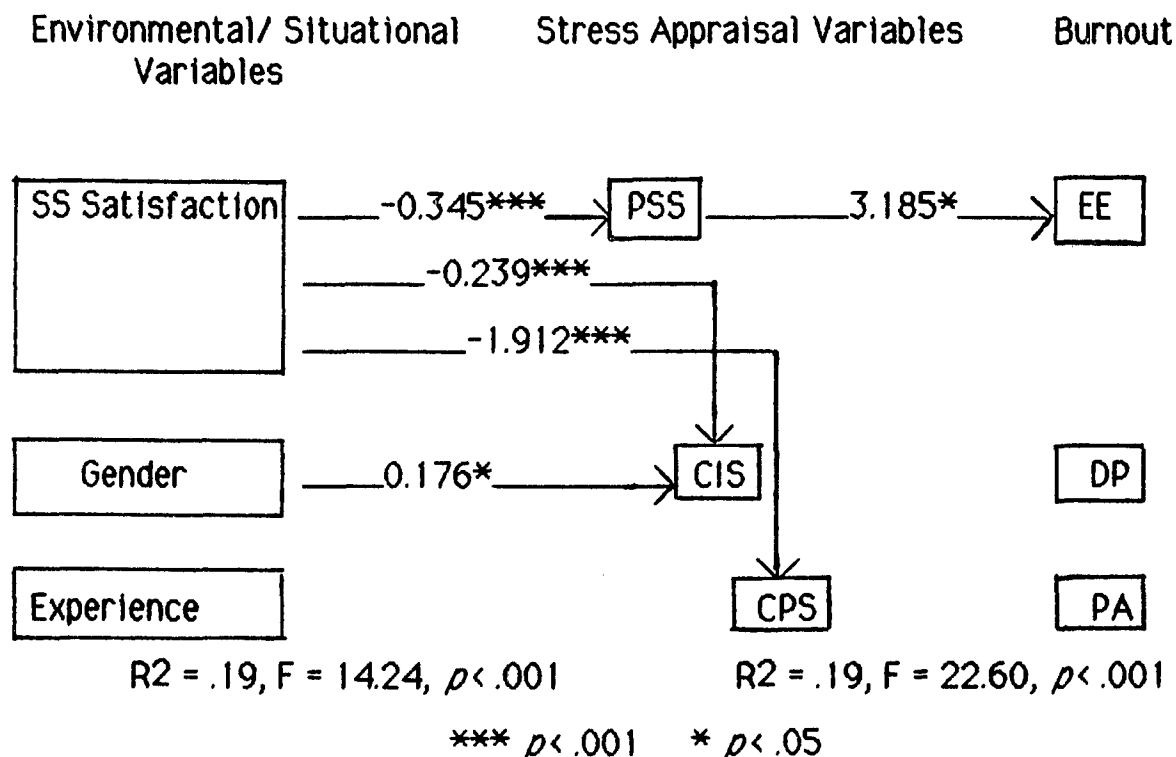 Environmental/ Situational Variables
Stress Appraisal Variables
Burnout
SS Satisfaction
-0.345***
PSS
3.185*
EE
-0.239***
-1.912***
Gender
0.176*
CIS
DP
Experience
CPS
PA
R2 = .19, F = 14.24, p< .001
R2 = .19, F = 22.60, p< .001
*** p< .001 * p< .05